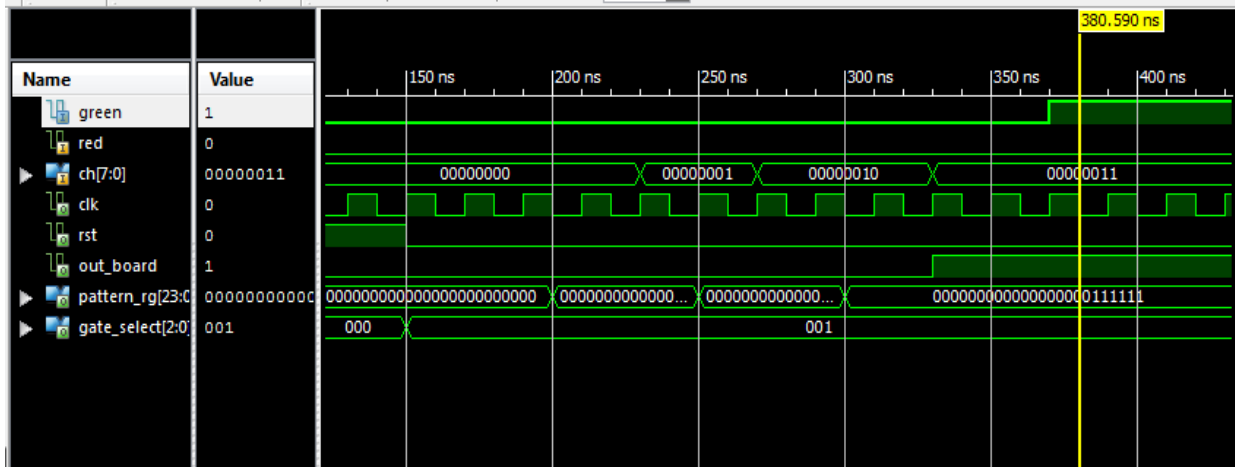 380.590 ns
Name Value
150 ns 200 ns 250 ns 300 ns 350 ns 400 ns
green 1
red 0
ch[7:0] 00000011 00000000 00000001 00000010 00000011
clk 0
rst 0
out_board 1
pattern_rg[23:0 00000000000 000000000000000000000000 0000000000000... 0000000000000... 000000000000000000111111
gate_select[2:0] 001 000 001